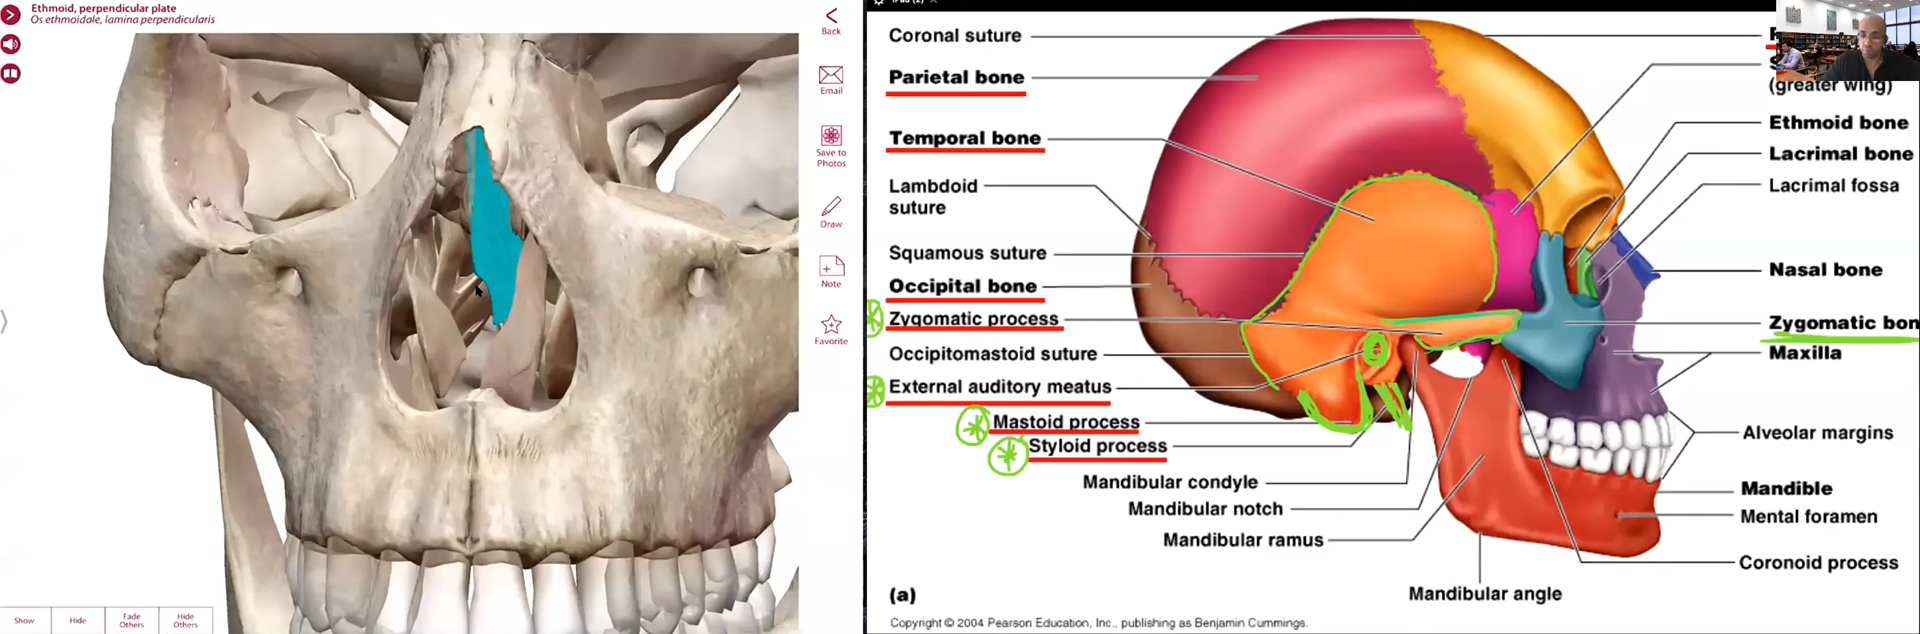 Ethmoid, perpendicular plate
Os ethmoidale, lamina perpendicularis
Back
Email
Save to
Photos
Draw
Note
Favorite
Show
Hide
Fade
Others
Hide
Others
iPad (2)
Coronal suture
Parietal bone
Temporal bone
Lambdoid
suture
Squamous suture
Occipital bone
Zygomatic process
Occipitomastoid suture
External auditory meatus
Mastoid process
Styloid process
Mandibular condyle
Mandibular notch
Mandibular ramus
Mandibular angle
(greater wing)
Ethmoid bone
Lacrimal bone
Lacrimal fossa
Nasal bone
Zygomatic bon
Maxilla
Alveolar margins
Mandible
Mental foramen
Coronoid process
(a)
Copyright © 2004 Pearson Education, Inc., publishing as Benjamin Cummings.